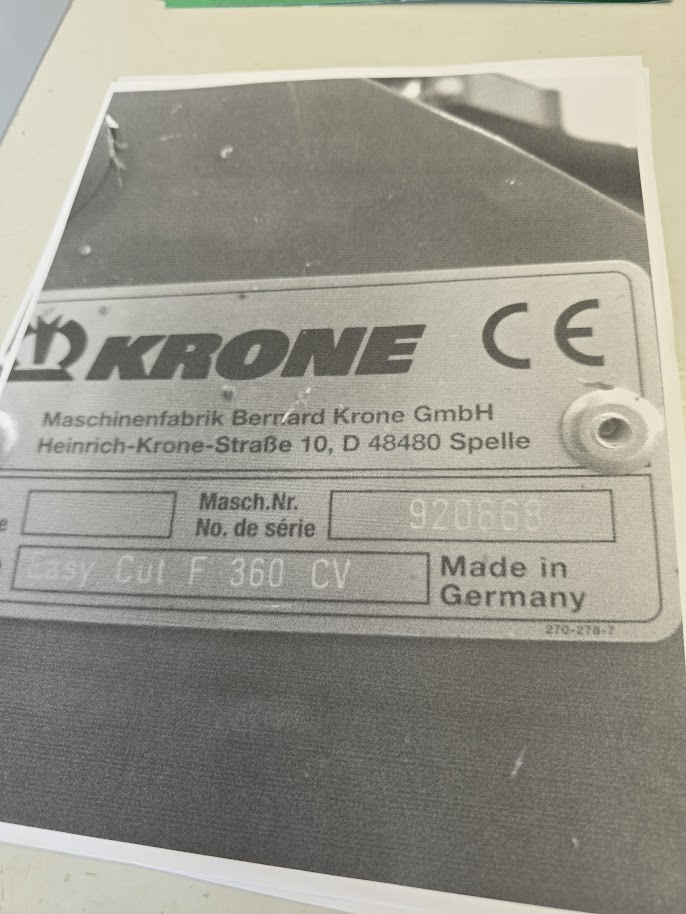 KRONE CE
Maschinenfabrik Bernard Krone GmbH
Heinrich-Krone-Straße 10, D 48480 Spelle
Masch.Nr.
No. de série
920668
Easy Cut F 360 CV
Made in
Germany
270-278-7